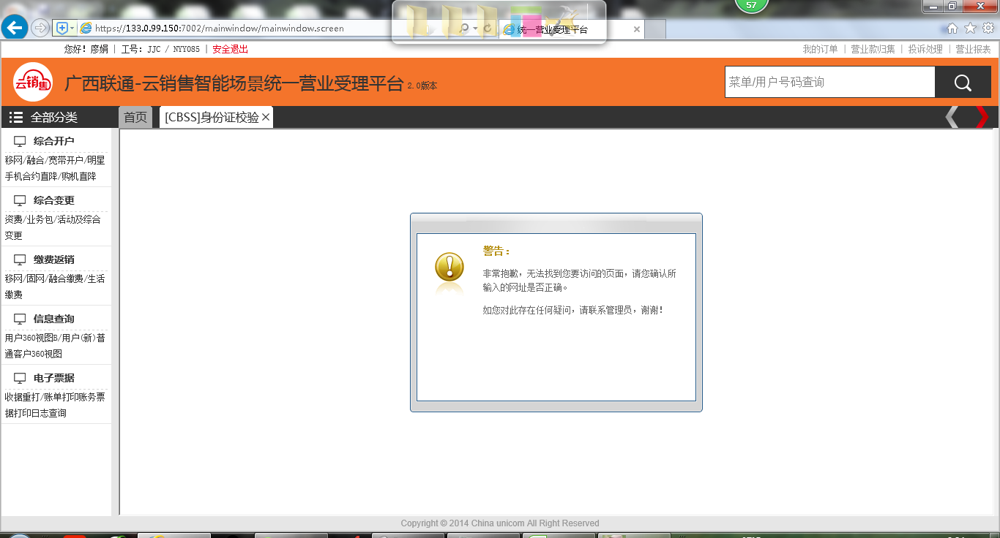 57
https://133.0.99.150:7002/mainwindow/mainwindow.screen
统一营业受理平台
您好！廖娟 | 工号：JJC / NYY085 | 安全退出
我的订单 | 营业款归集 | 投诉处理 | 营业报表
云销售
广西联通-云销售智能场景统一营业受理平台 2.0版本
菜单/用户号码查询
全部分类
首页
[CBSS]身份证校验
综合开户
移网/融合/宽带开户/明星
手机合约直降/购机直降
综合变更
资费/业务包/活动及综合
变更
缴费返销
移网/固网/融合缴费/生活
缴费
信息查询
用户360视图B/用户(新)普
通客户360视图
电子票据
收据重打/账单打印账务票
据打印日志查询
警告：
非常抱歉，无法找到您要访问的页面，请您确认所
输入的网址是否正确。
如您对此存在任何疑问，请联系管理员，谢谢！
Copyright © 2014 China unicom All Right Reserved